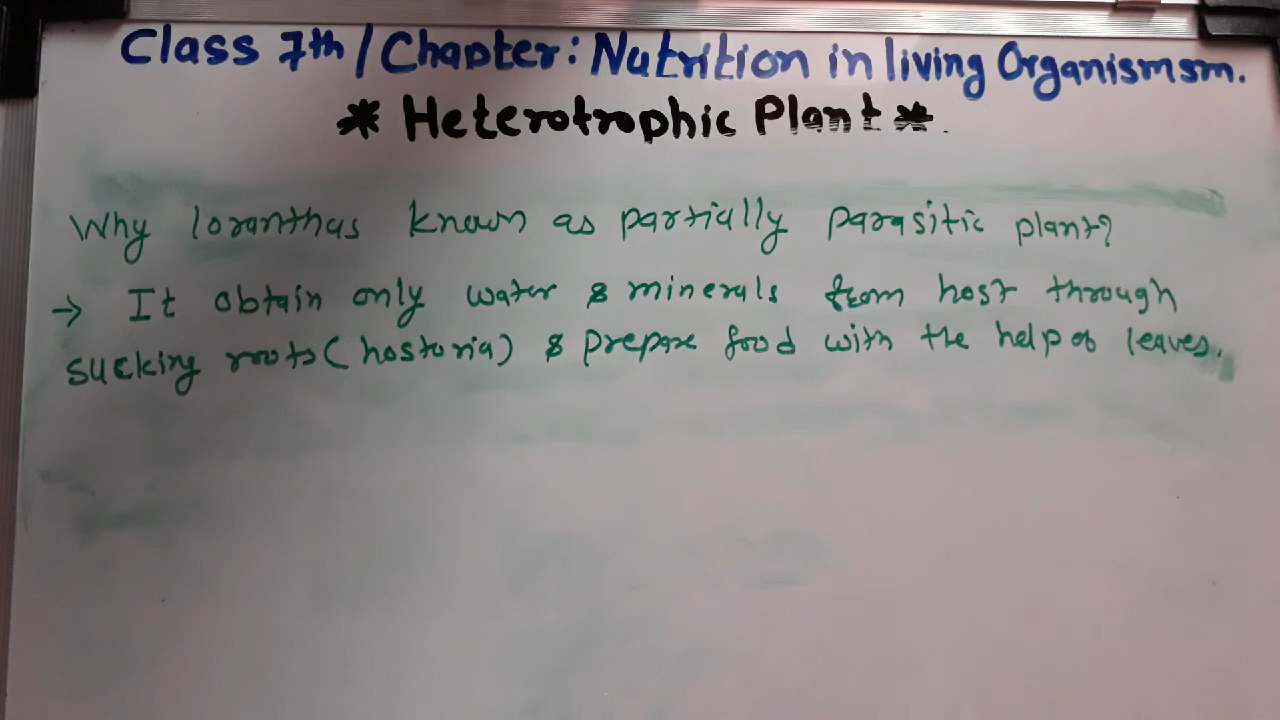 Class 7th / Chapter: Nutrition in living Organismsm.
* Heterotrophic Plant *.
Why loranthus known as partially parasitic plant?
→ It obtain only water & minerals from host through
sucking roots (hostoria) & prepare food with the help of leaves.